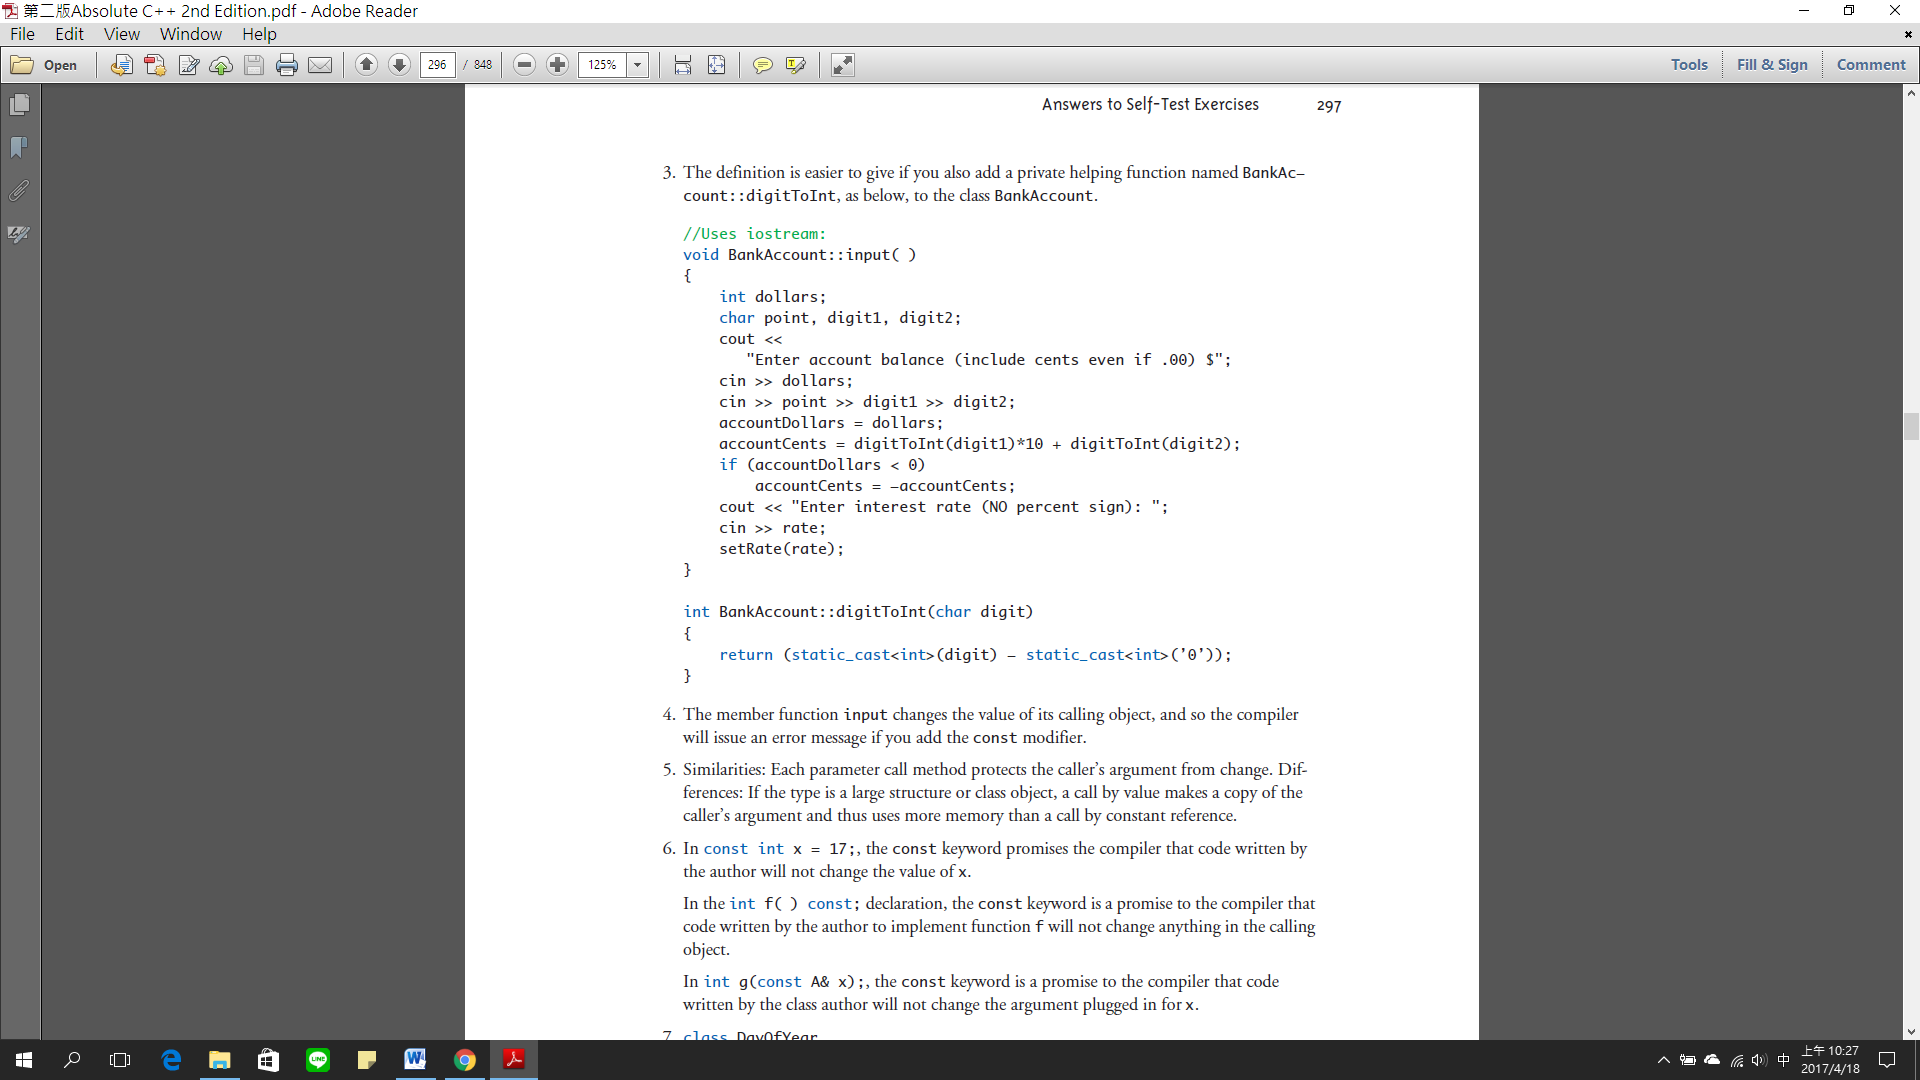 第二版Absolute C++ 2nd Edition.pdf - Adobe Reader
File Edit View Window Help
Open 296 / 848 125% Tools Fill & Sign Comment
Answers to Self-Test Exercises 297
3. The definition is easier to give if you also add a private helping function named BankAc–
count::digitToInt, as below, to the class BankAccount.
//Uses iostream:
void BankAccount::input( )
{
int dollars;
char point, digit1, digit2;
cout <<
"Enter account balance (include cents even if .00) $";
cin >> dollars;
cin >> point >> digit1 >> digit2;
accountDollars = dollars;
accountCents = digitToInt(digit1)*10 + digitToInt(digit2);
if (accountDollars < 0)
accountCents = –accountCents;
cout << "Enter interest rate (NO percent sign): ";
cin >> rate;
setRate(rate);
}
int BankAccount::digitToInt(char digit)
{
return (static_cast<int>(digit) – static_cast<int>(’0’));
}
4. The member function input changes the value of its calling object, and so the compiler
will issue an error message if you add the const modifier.
5. Similarities: Each parameter call method protects the caller’s argument from change. Dif-
ferences: If the type is a large structure or class object, a call by value makes a copy of the
caller’s argument and thus uses more memory than a call by constant reference.
6. In const int x = 17;, the const keyword promises the compiler that code written by
the author will not change the value of x.
In the int f( ) const; declaration, the const keyword is a promise to the compiler that
code written by the author to implement function f will not change anything in the calling
object.
In int g(const A& x);, the const keyword is a promise to the compiler that code
written by the class author will not change the argument plugged in for x.
7. class DayOfYear
LINE
中
上午 10:27
2017/4/18